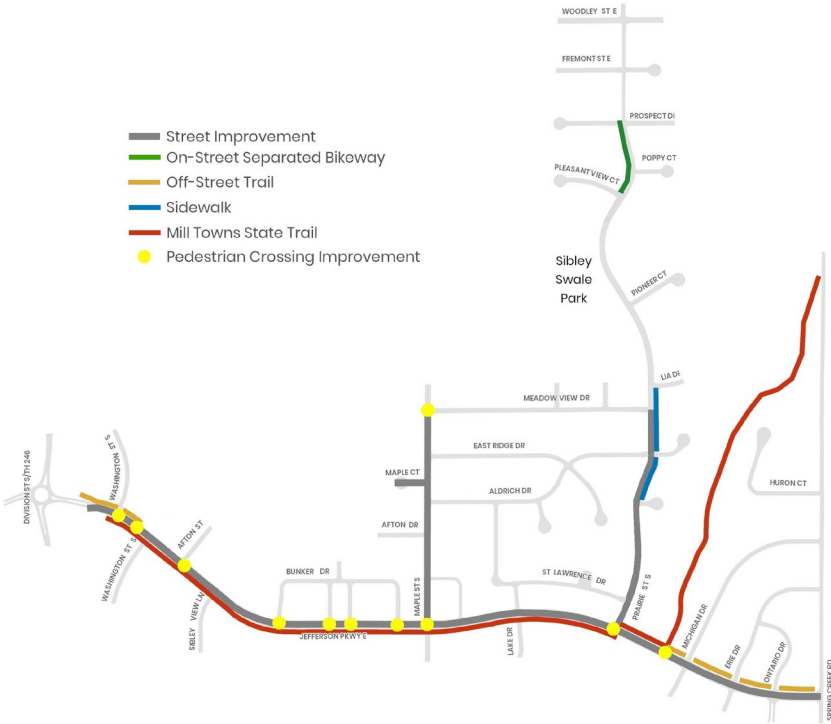 WOODLEY ST E
FREMONT ST E
PROSPECT DI
POPPY CT
PLEASANT VIEW CT
Street Improvement
On-Street Separated Bikeway
Off-Street Trail
Sidewalk
Mill Towns State Trail
Pedestrian Crossing Improvement
Sibley
Swale
Park
PIONEER CT
LIA DI
MEADOW VIEW DR
EAST RIDGE DR
MAPLE CT
ALDRICH DR
HURON CT
AFTON DR
DIVISION ST S/TH 246
WASHINGTON ST S
WASHINGTON ST S
AFTON ST
SIBLEY VIEW LN
BUNKER DR
MAPLE ST S
JEFFERSON PKWY E
ST LAWRENCE DR
LAKE DR
PRAIRIE ST S
MICHIGAN DR
ERIE DR
ONTARIO DR
SPRING CREEK RD